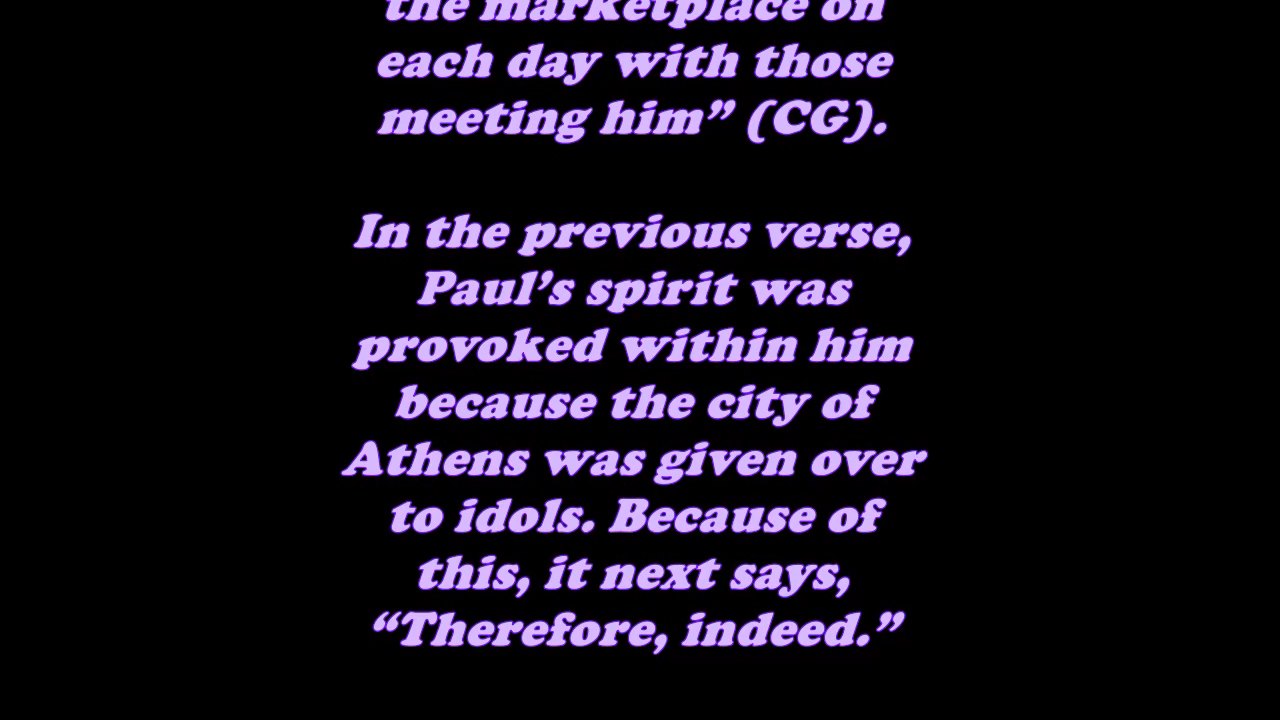 the marketplace on
each day with those
meeting him” (CG).
In the previous verse,
Paul’s spirit was
provoked within him
because the city of
Athens was given over
to idols. Because of
this, it next says,
“Therefore, indeed.”